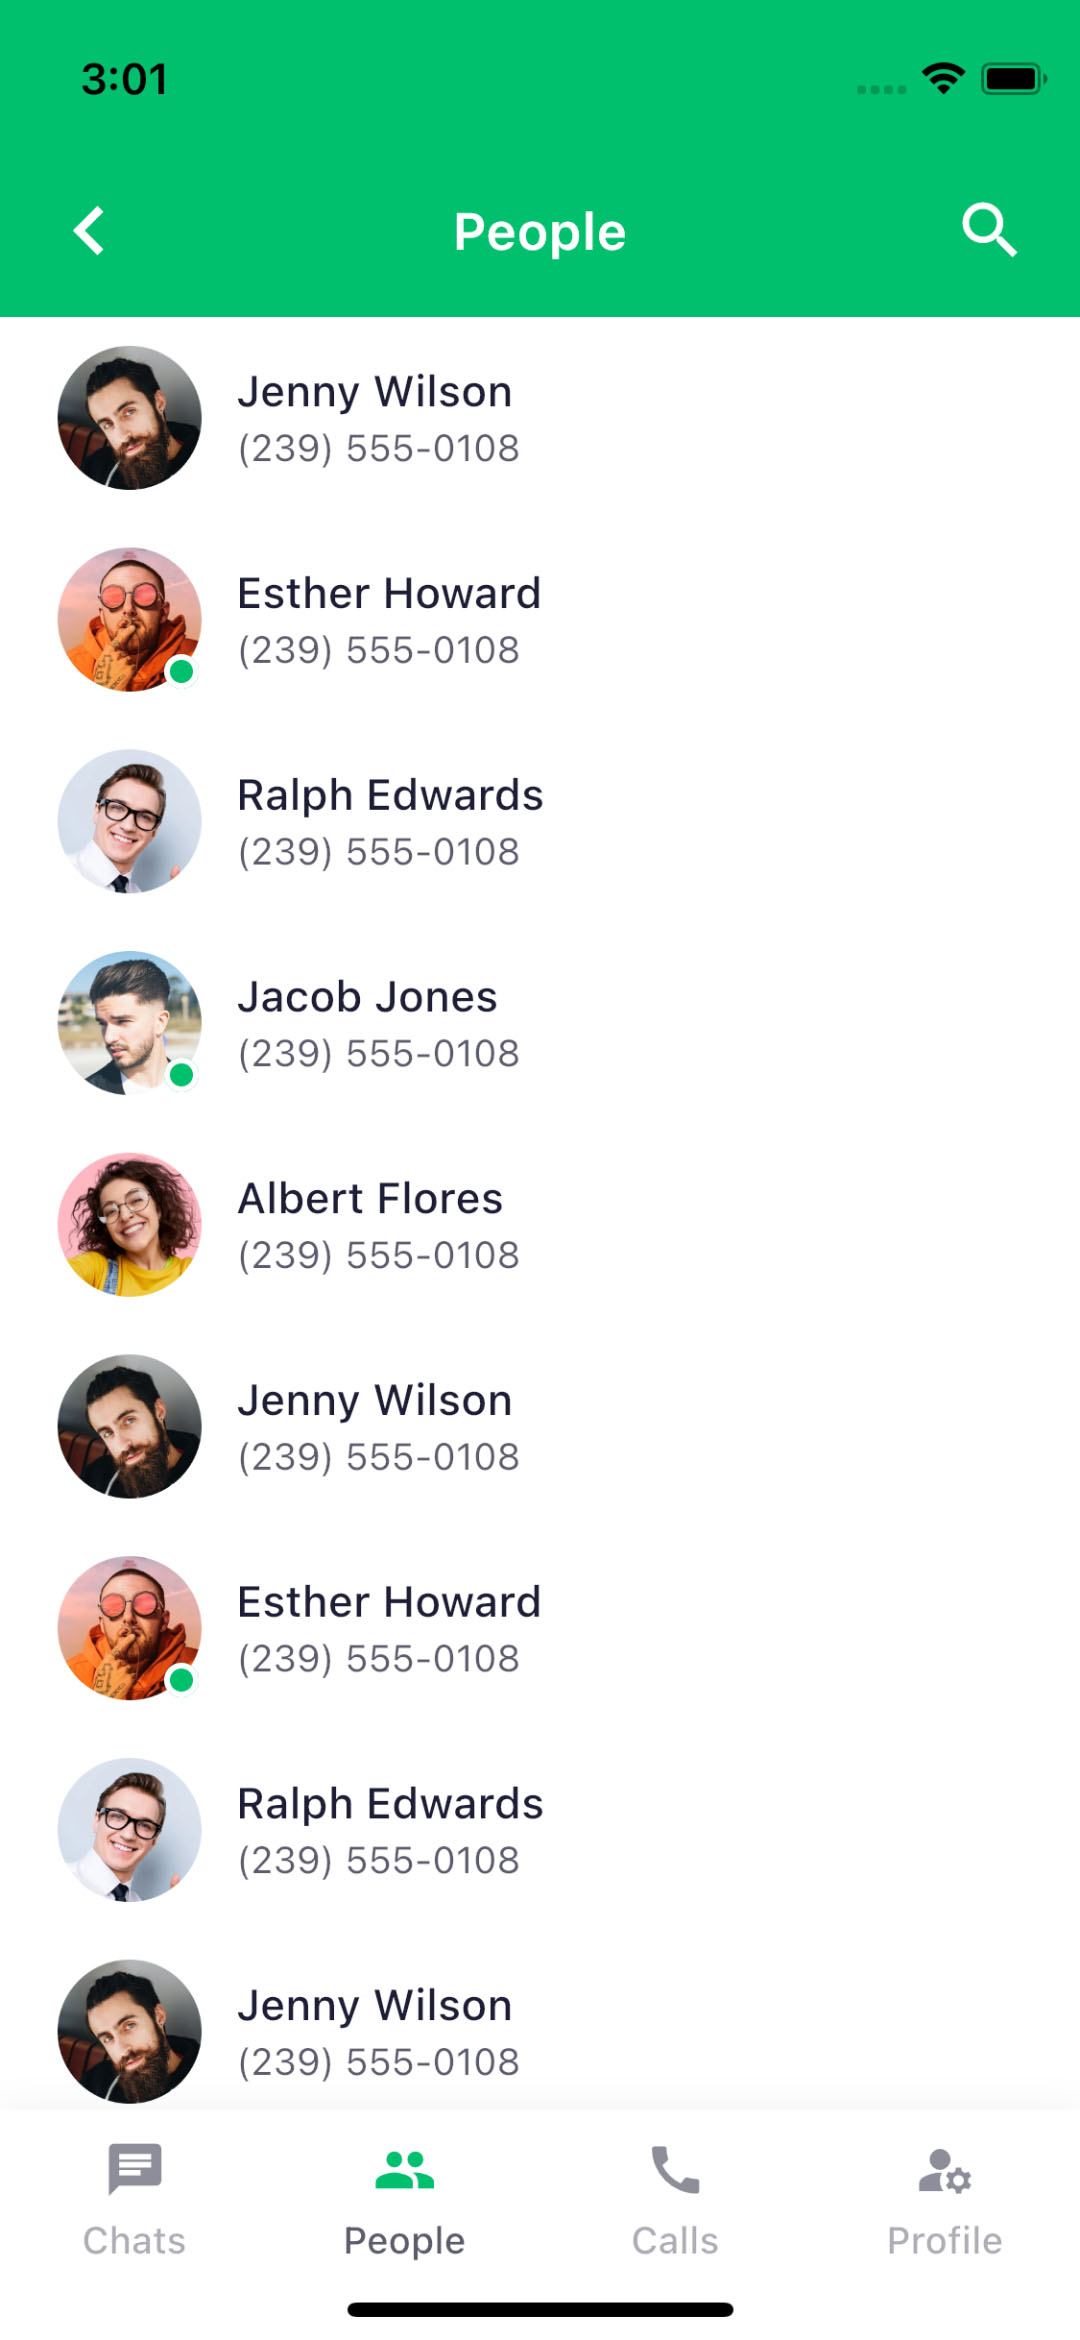 3:01
People
Jenny Wilson
(239) 555-0108
Esther Howard
(239) 555-0108
Ralph Edwards
(239) 555-0108
Jacob Jones
(239) 555-0108
Albert Flores
(239) 555-0108
Jenny Wilson
(239) 555-0108
Esther Howard
(239) 555-0108
Ralph Edwards
(239) 555-0108
Jenny Wilson
(239) 555-0108
Chats People Calls Profile